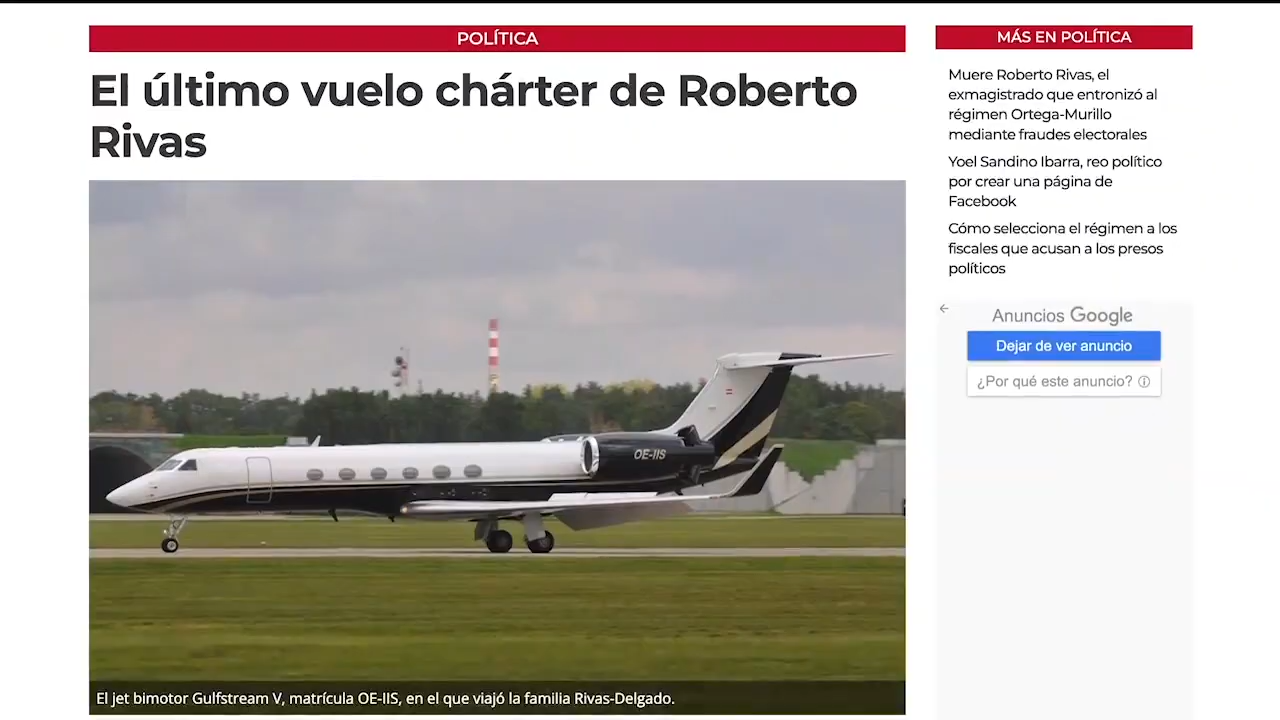 POLÍTICA
El último vuelo chárter de Roberto
Rivas
OE-IIS
El jet bimotor Gulfstream V, matrícula OE-IIS, en el que viajó la familia Rivas-Delgado.
MÁS EN POLÍTICA
Muere Roberto Rivas, el
exmagistrado que entronizó al
régimen Ortega-Murillo
mediante fraudes electorales
Yoel Sandino Ibarra, reo político
por crear una página de
Facebook
Cómo selecciona el régimen a los
fiscales que acusan a los presos
políticos
Anuncios Google
Dejar de ver anuncio
¿Por qué este anuncio?